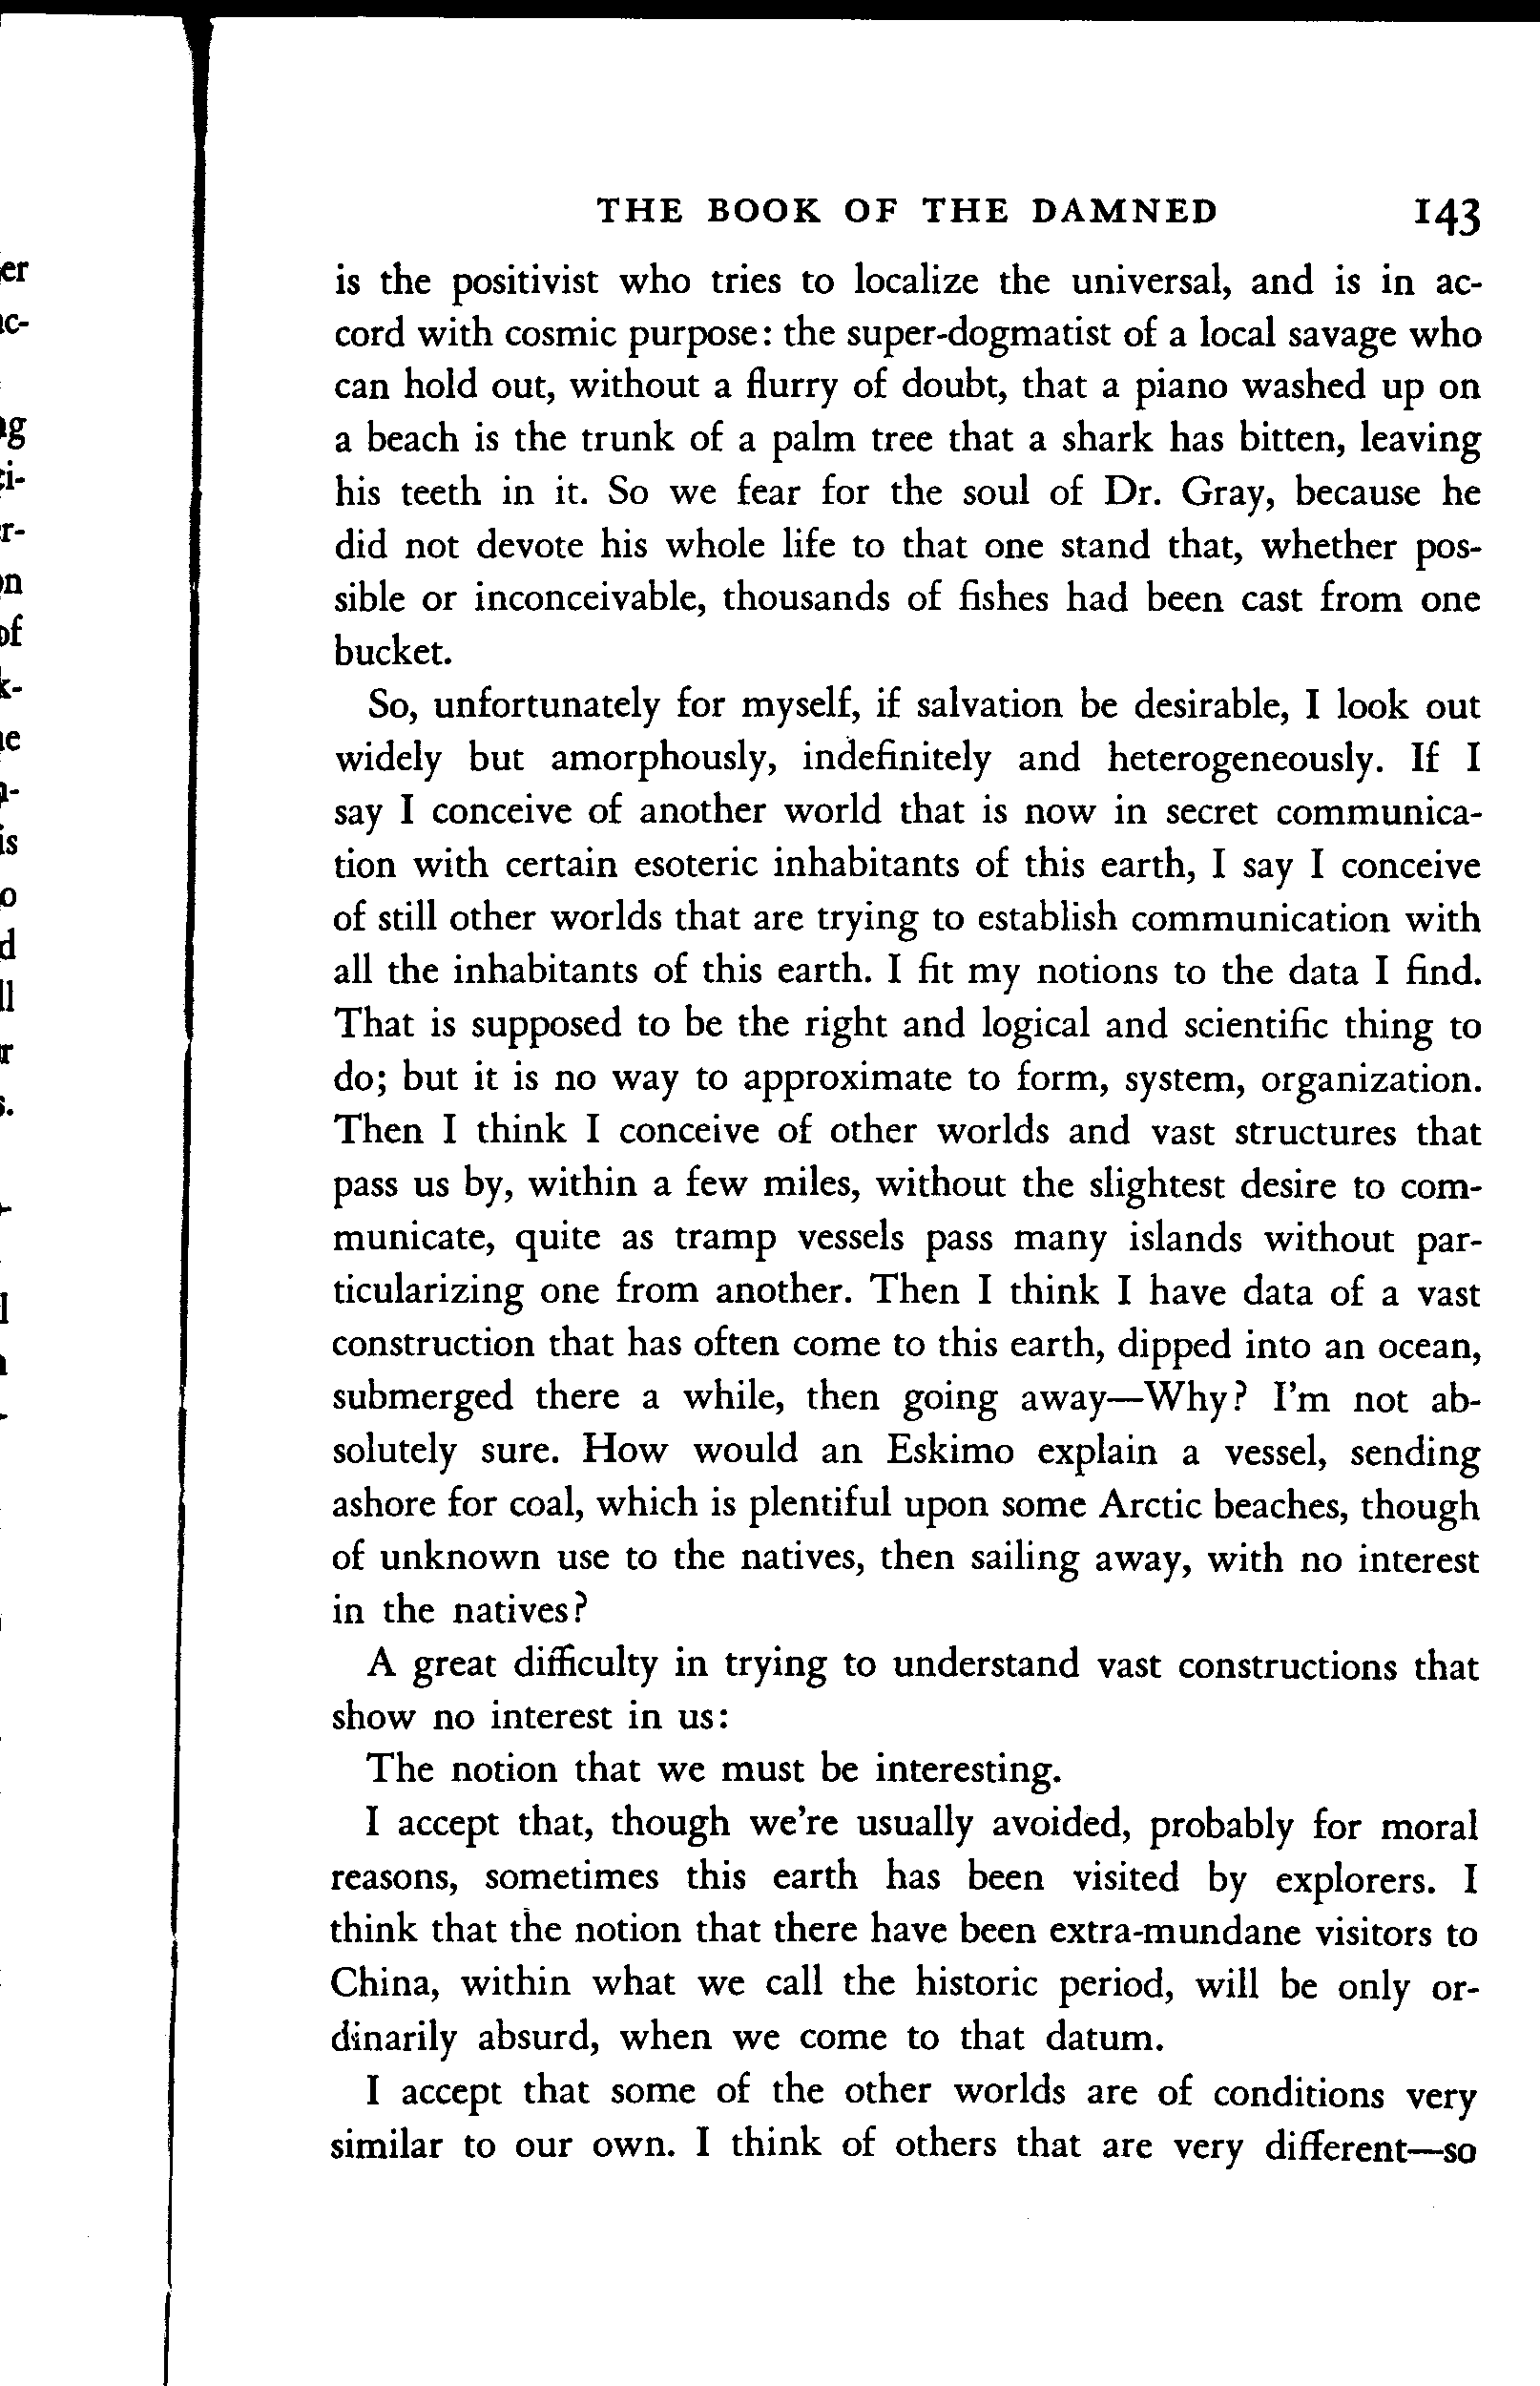 THE BOOK OF THE DAMNED 143
is the positivist who tries to localize the universal, and is in ac-
cord with cosmic purpose: the super-dogmatist of a local savage who
can hold out, without a flurry of doubt, that a piano washed up on
a beach is the trunk of a palm tree that a shark has bitten, leaving
his teeth in it. So we fear for the soul of Dr. Gray, because he
did not devote his whole life to that one stand that, whether pos-
sible or inconceivable, thousands of fishes had been cast from one
bucket.
So, unfortunately for myself, if salvation be desirable, I look out
widely but amorphously, indefinitely and heterogeneously. If I
say I conceive of another world that is now in secret communica-
tion with certain esoteric inhabitants of this earth, I say I conceive
of still other worlds that are trying to establish communication with
all the inhabitants of this earth. I fit my notions to the data I find.
That is supposed to be the right and logical and scientific thing to
do; but it is no way to approximate to form, system, organization.
Then I think I conceive of other worlds and vast structures that
pass us by, within a few miles, without the slightest desire to com-
municate, quite as tramp vessels pass many islands without par-
ticularizing one from another. Then I think I have data of a vast
construction that has often come to this earth, dipped into an ocean,
submerged there a while, then going away—Why? I'm not ab-
solutely sure. How would an Eskimo explain a vessel, sending
ashore for coal, which is plentiful upon some Arctic beaches, though
of unknown use to the natives, then sailing away, with no interest
in the natives?
A great difficulty in trying to understand vast constructions that
show no interest in us:
The notion that we must be interesting.
I accept that, though we're usually avoided, probably for moral
reasons, sometimes this earth has been visited by explorers. I
think that the notion that there have been extra-mundane visitors to
China, within what we call the historic period, will be only or-
dinarily absurd, when we come to that datum.
I accept that some of the other worlds are of conditions very
similar to our own. I think of others that are very different—so